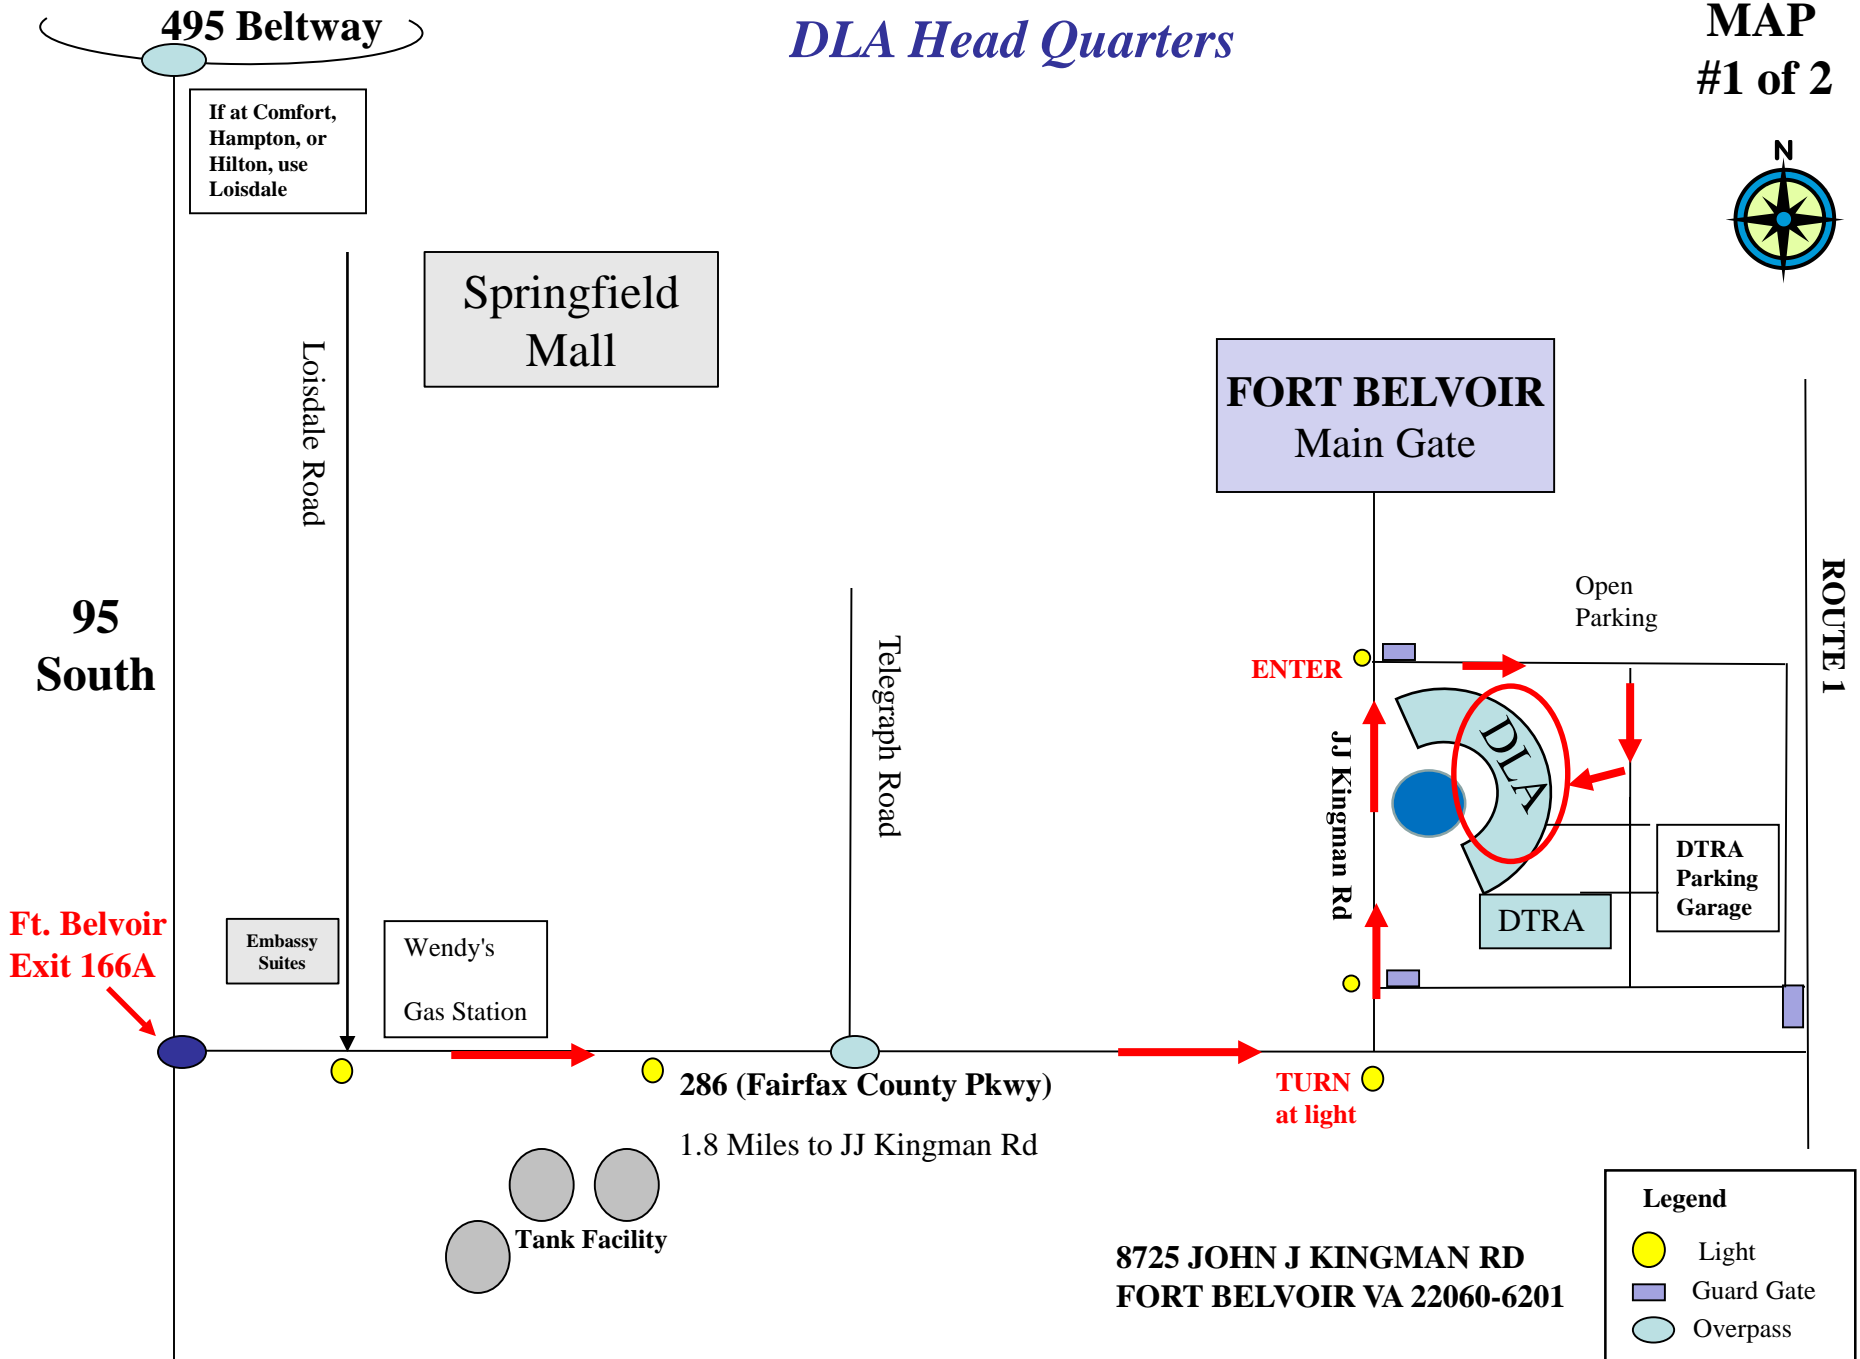 495 Beltway
DLA Head Quarters
MAP
#1 of 2
N
If at Comfort,
Hampton, or
Hilton, use
Loisdale
Springfield
Mall
Loisdale Road
FORT BELVOIR
Main Gate
95
South
Telegraph Road
Open
Parking
ROUTE 1
ENTER
JJ Kingman Rd
DLA
DTRA
Parking
Garage
DTRA
Ft. Belvoir
Exit 166A
Embassy
Suites
Wendy's
Gas Station
286 (Fairfax County Pkwy)
1.8 Miles to JJ Kingman Rd
TURN
at light
Tank Facility
8725 JOHN J KINGMAN RD
FORT BELVOIR VA 22060-6201
Legend
Light
Guard Gate
Overpass